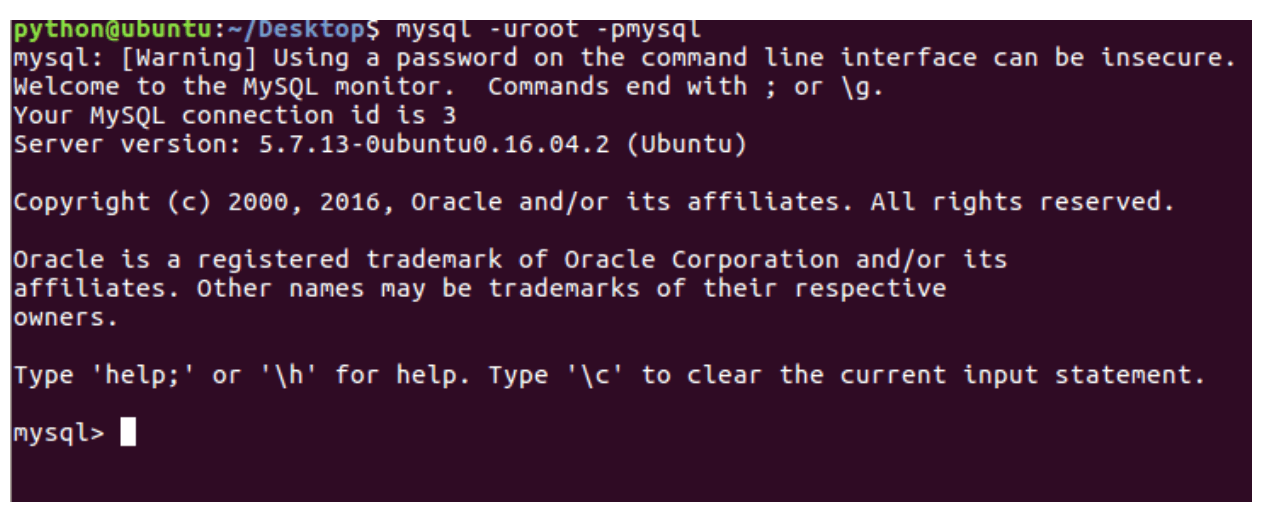 python@ubuntu:~/Desktop$ mysql -uroot -pmysql
mysql: [Warning] Using a password on the command line interface can be insecure.
Welcome to the MySQL monitor.  Commands end with ; or \g.
Your MySQL connection id is 3
Server version: 5.7.13-0ubuntu0.16.04.2 (Ubuntu)
Copyright (c) 2000, 2016, Oracle and/or its affiliates. All rights reserved.
Oracle is a registered trademark of Oracle Corporation and/or its
affiliates. Other names may be trademarks of their respective
owners.
Type 'help;' or '\h' for help. Type '\c' to clear the current input statement.
mysql>